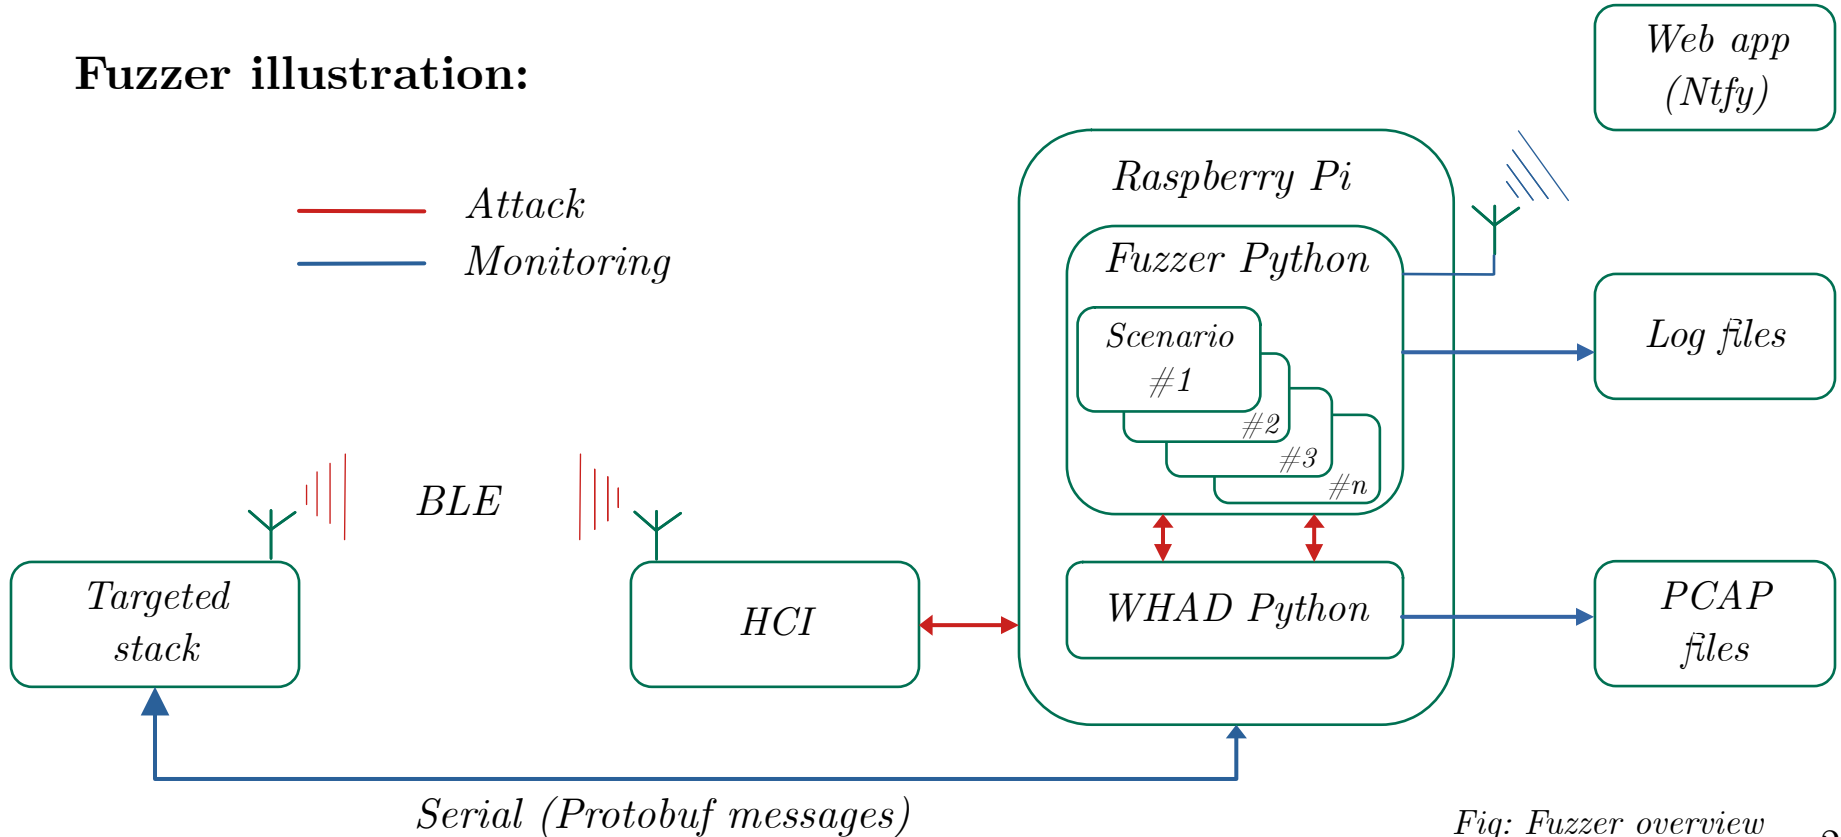 Fuzzer illustration:
Web app
(Ntfy)
Attack
Monitoring
Raspberry Pi
Fuzzer Python
Scenario
#1
#2
#3
#n
Log files
BLE
Targeted
stack
HCI
WHAD Python
PCAP
files
Serial (Protobuf messages)
Fig: Fuzzer overview